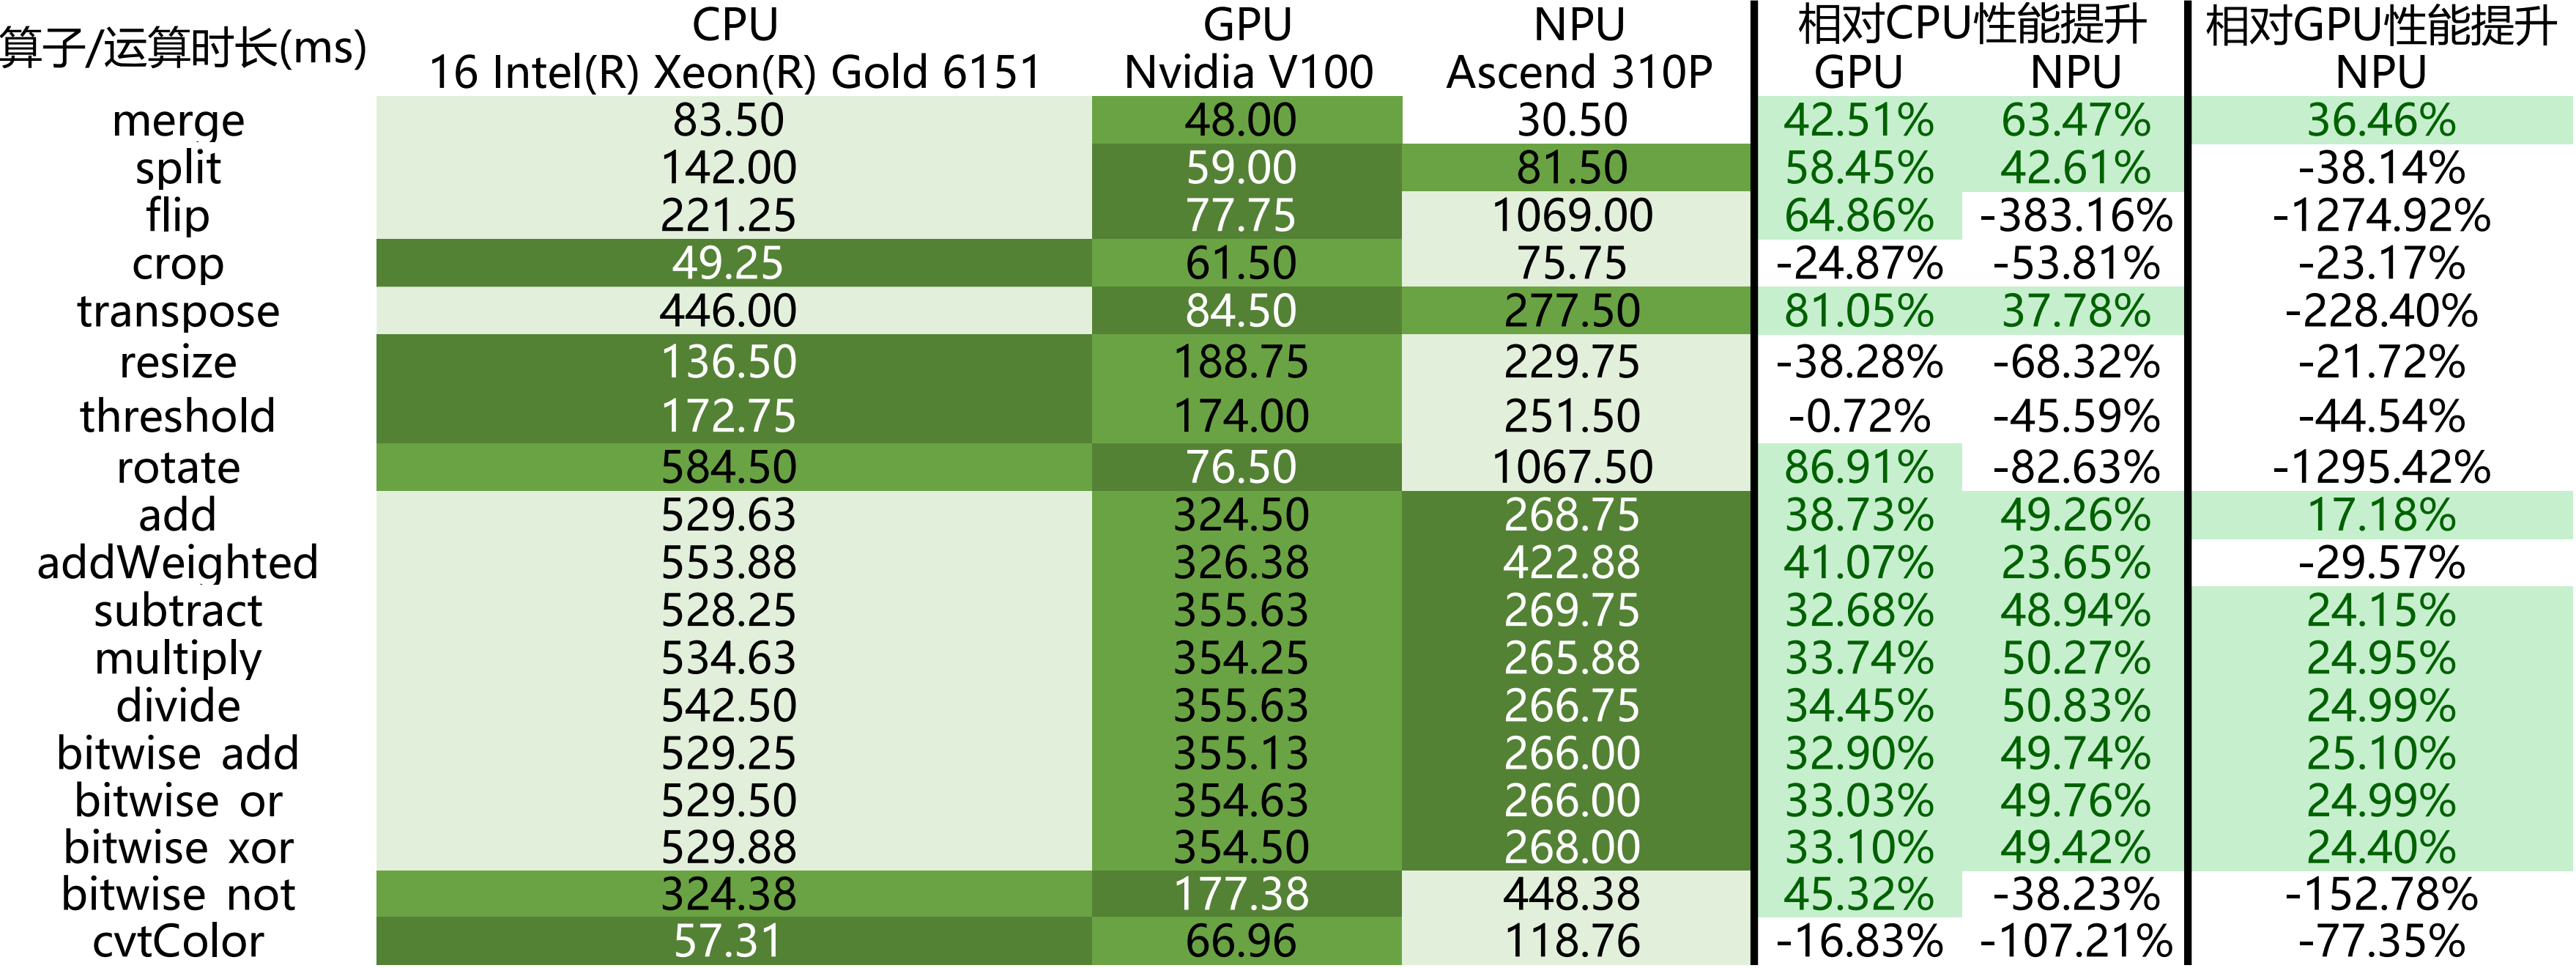 算子/运算时长(ms) CPU GPU NPU 相对CPU性能提升 相对GPU性能提升
16 Intel(R) Xeon(R) Gold 6151 Nvidia V100 Ascend 310P GPU NPU NPU
merge 83.50 48.00 30.50 42.51% 63.47% 36.46%
split 142.00 59.00 81.50 58.45% 42.61% -38.14%
flip 221.25 77.75 1069.00 64.86% -383.16% -1274.92%
crop 49.25 61.50 75.75 -24.87% -53.81% -23.17%
transpose 446.00 84.50 277.50 81.05% 37.78% -228.40%
resize 136.50 188.75 229.75 -38.28% -68.32% -21.72%
threshold 172.75 174.00 251.50 -0.72% -45.59% -44.54%
rotate 584.50 76.50 1067.50 86.91% -82.63% -1295.42%
add 529.63 324.50 268.75 38.73% 49.26% 17.18%
addWeighted 553.88 326.38 422.88 41.07% 23.65% -29.57%
subtract 528.25 355.63 269.75 32.68% 48.94% 24.15%
multiply 534.63 354.25 265.88 33.74% 50.27% 24.95%
divide 542.50 355.63 266.75 34.45% 50.83% 24.99%
bitwise add 529.25 355.13 266.00 32.90% 49.74% 25.10%
bitwise or 529.50 354.63 266.00 33.03% 49.76% 24.99%
bitwise xor 529.88 354.50 268.00 33.10% 49.42% 24.40%
bitwise not 324.38 177.38 448.38 45.32% -38.23% -152.78%
cvtColor 57.31 66.96 118.76 -16.83% -107.21% -77.35%